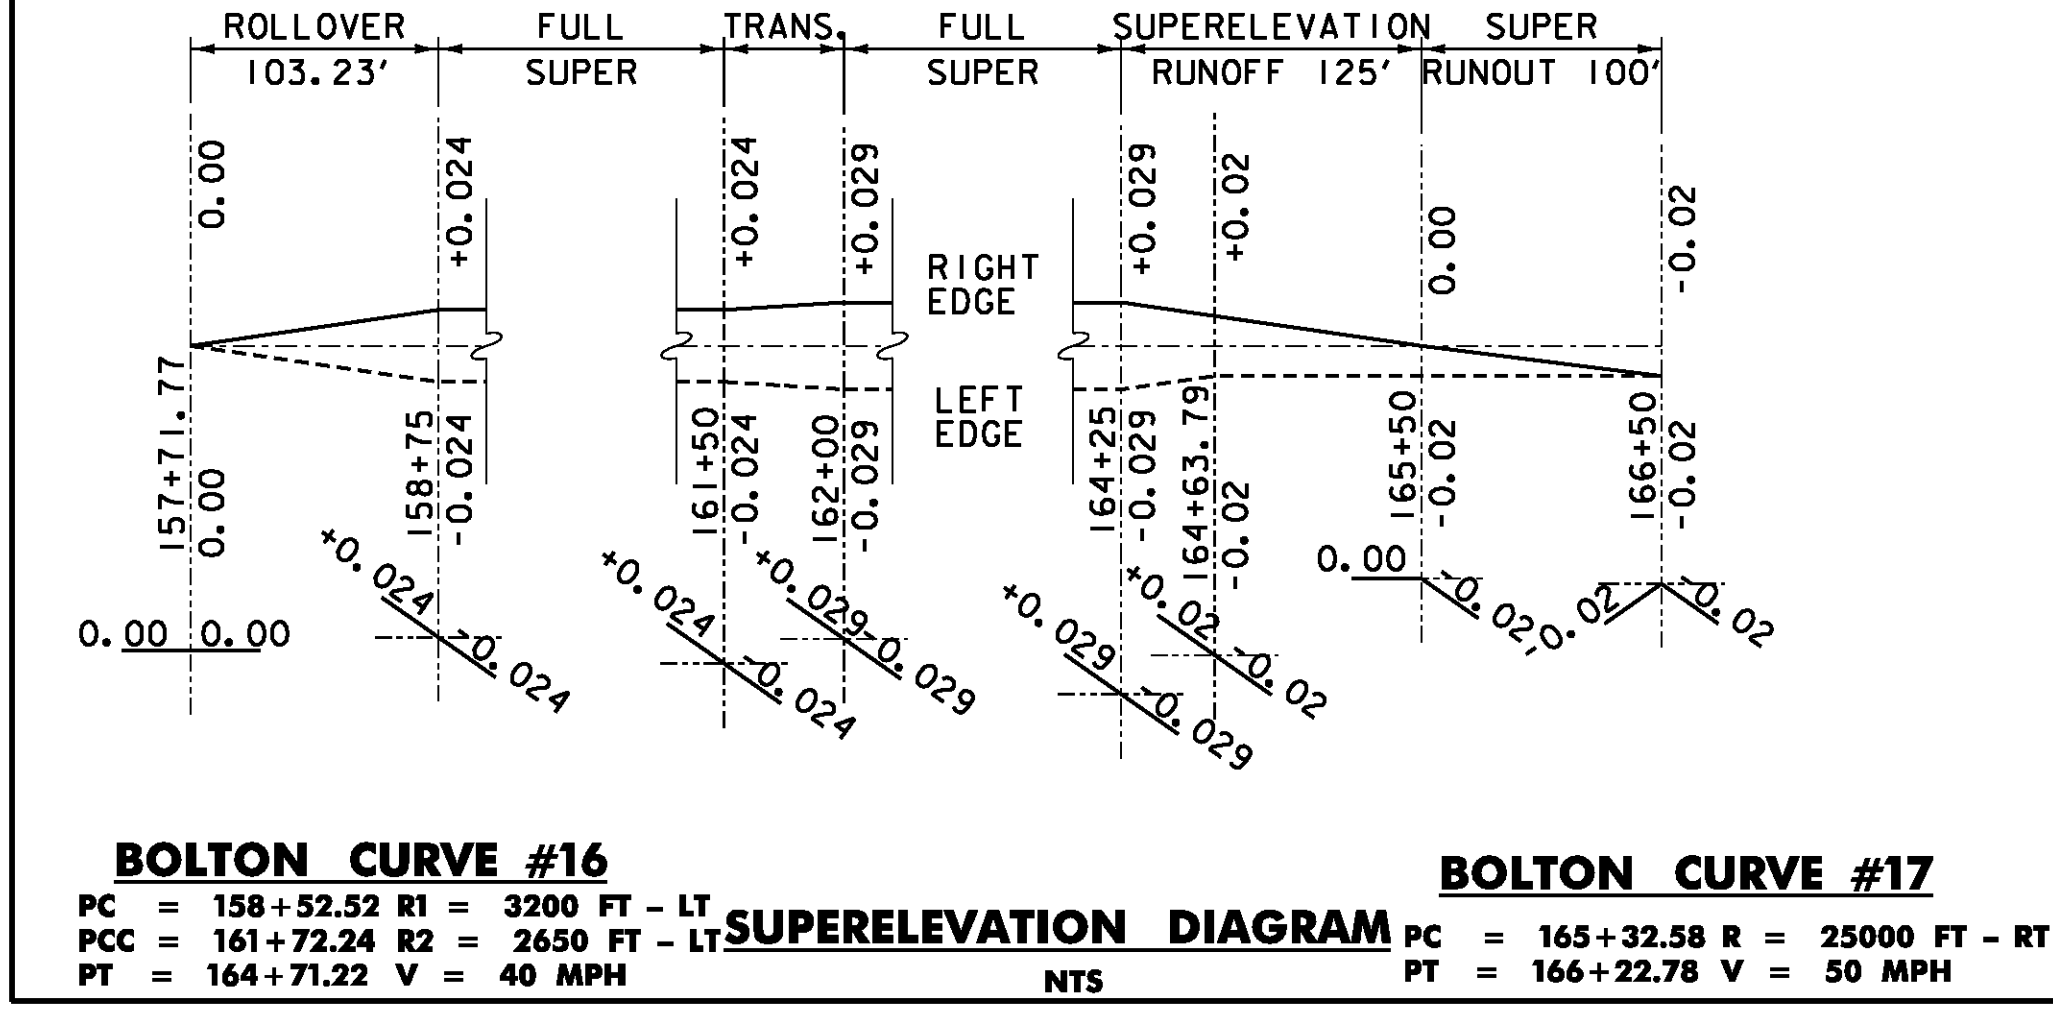 ROLLOVER FULL TRANS. FULL SUPERELEVATION SUPER
103.23' SUPER SUPER RUNOFF 125' RUNOUT 100'
0.00
+0.024
+0.024
+0.029
+0.029
+0.02
0.00
-0.02
RIGHT
EDGE
LEFT
EDGE
157+71.77
0.00
158+75
-0.024
161+50
-0.024
162+00
-0.029
164+25
-0.029
164+63.79
-0.02
165+50
-0.02
166+50
-0.02
0.00 0.00
+0.024 -0.024
+0.024 -0.024
+0.029 -0.029
+0.029 -0.029
+0.02 -0.02
0.00 -0.02
-0.02 -0.02
BOLTON CURVE #16
PC = 158+52.52 R1 = 3200 FT - LT
PCC = 161+72.24 R2 = 2650 FT - LT
PT = 164+71.22 V = 40 MPH
SUPERELEVATION DIAGRAM
NTS
BOLTON CURVE #17
PC = 165+32.58 R = 25000 FT - RT
PT = 166+22.78 V = 50 MPH